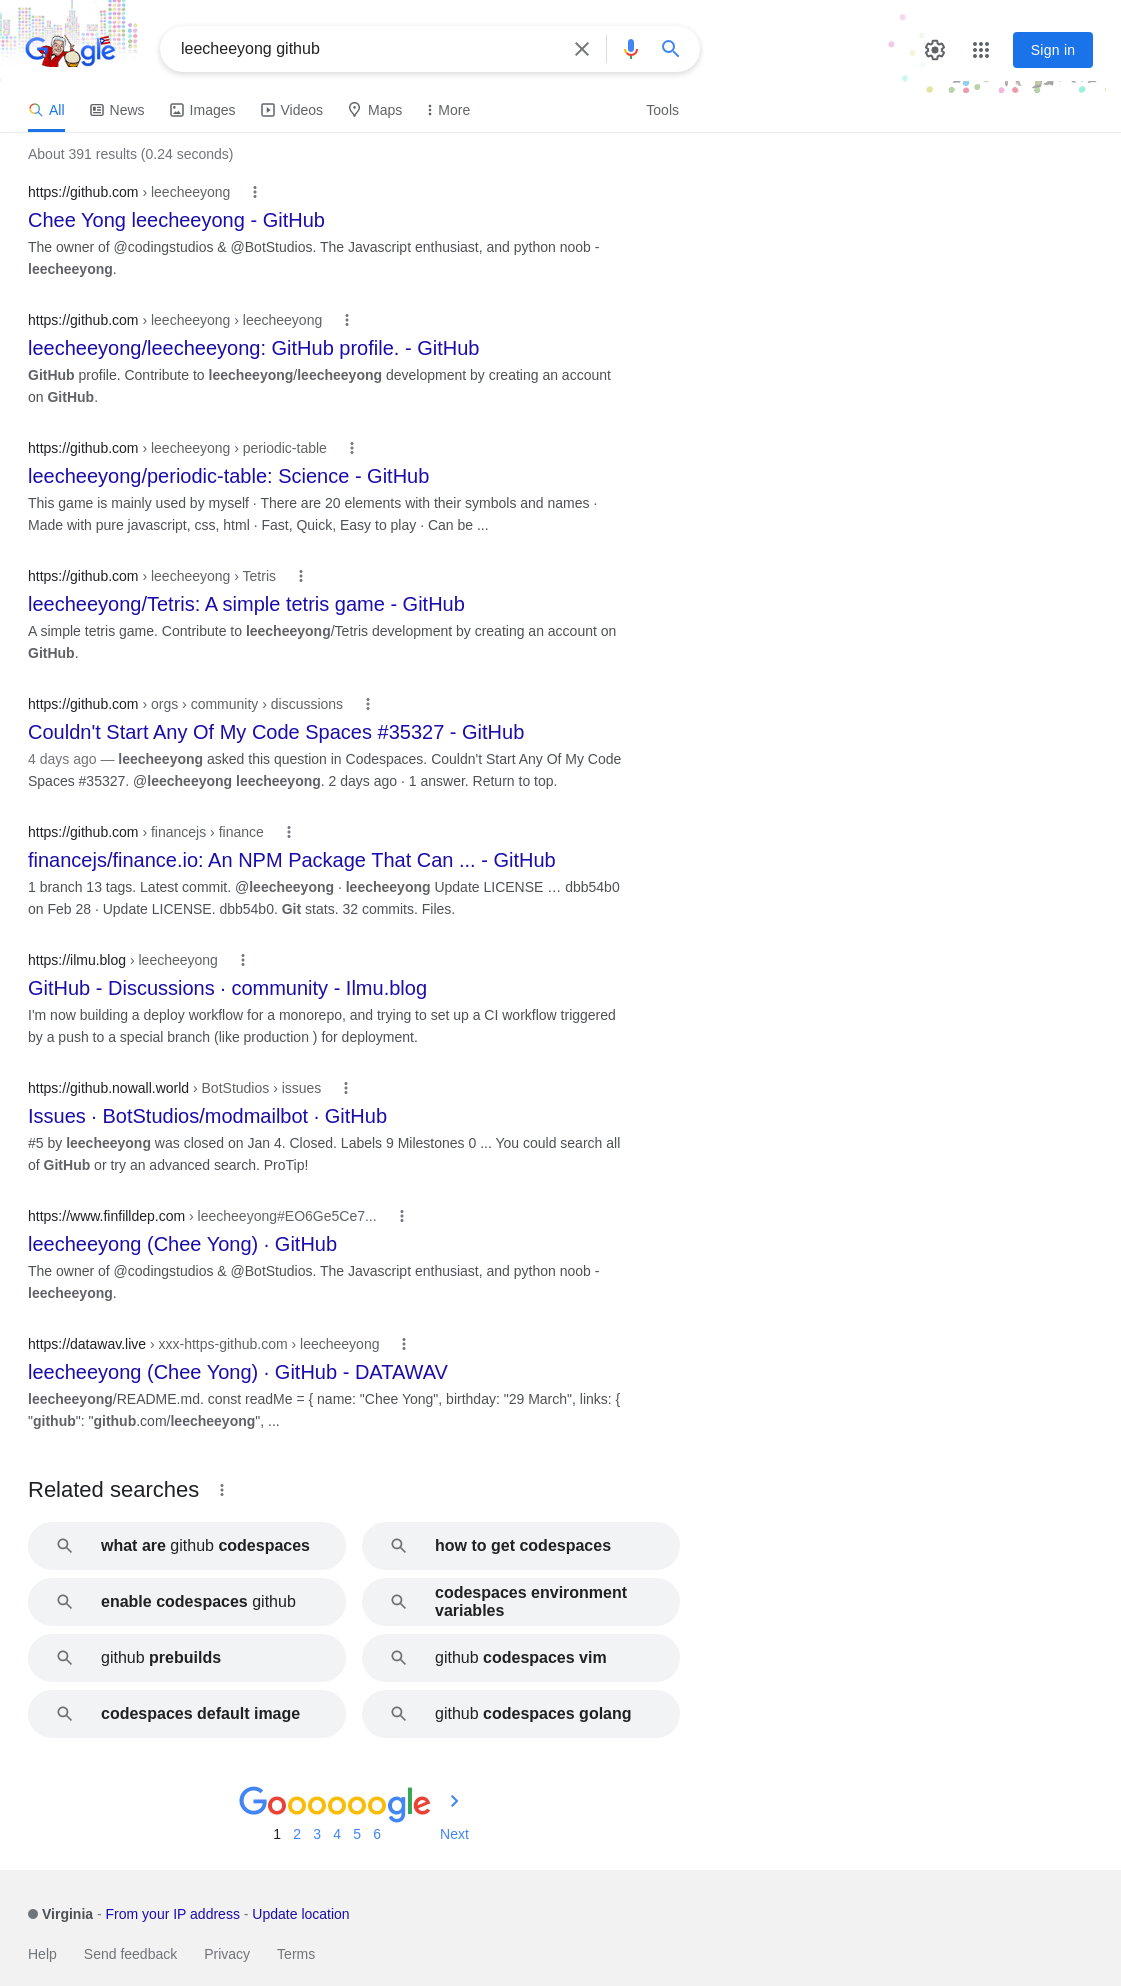 Google
leecheeyong github
Sign in
All News Images Videos Maps More Tools
About 391 results (0.24 seconds)
https://github.com › leecheeyong
Chee Yong leecheeyong - GitHub
The owner of @codingstudios & @BotStudios. The Javascript enthusiast, and python noob -
leecheeyong.
https://github.com › leecheeyong › leecheeyong
leecheeyong/leecheeyong: GitHub profile. - GitHub
GitHub profile. Contribute to leecheeyong/leecheeyong development by creating an account
on GitHub.
https://github.com › leecheeyong › periodic-table
leecheeyong/periodic-table: Science - GitHub
This game is mainly used by myself · There are 20 elements with their symbols and names ·
Made with pure javascript, css, html · Fast, Quick, Easy to play · Can be ...
https://github.com › leecheeyong › Tetris
leecheeyong/Tetris: A simple tetris game - GitHub
A simple tetris game. Contribute to leecheeyong/Tetris development by creating an account on
GitHub.
https://github.com › orgs › community › discussions
Couldn't Start Any Of My Code Spaces #35327 - GitHub
4 days ago — leecheeyong asked this question in Codespaces. Couldn't Start Any Of My Code
Spaces #35327. @leecheeyong leecheeyong. 2 days ago · 1 answer. Return to top.
https://github.com › financejs › finance
financejs/finance.io: An NPM Package That Can ... - GitHub
1 branch 13 tags. Latest commit. @leecheeyong · leecheeyong Update LICENSE … dbb54b0
on Feb 28 · Update LICENSE. dbb54b0. Git stats. 32 commits. Files.
https://ilmu.blog › leecheeyong
GitHub - Discussions · community - Ilmu.blog
I'm now building a deploy workflow for a monorepo, and trying to set up a CI workflow triggered
by a push to a special branch (like production ) for deployment.
https://github.nowall.world › BotStudios › issues
Issues · BotStudios/modmailbot · GitHub
#5 by leecheeyong was closed on Jan 4. Closed. Labels 9 Milestones 0 ... You could search all
of GitHub or try an advanced search. ProTip!
https://www.finfilldep.com › leecheeyong#EO6Ge5Ce7...
leecheeyong (Chee Yong) · GitHub
The owner of @codingstudios & @BotStudios. The Javascript enthusiast, and python noob -
leecheeyong.
https://datawav.live › xxx-https-github.com › leecheeyong
leecheeyong (Chee Yong) · GitHub - DATAWAV
leecheeyong/README.md. const readMe = { name: "Chee Yong", birthday: "29 March", links: {
"github": "github.com/leecheeyong", ...
Related searches
what are github codespaces
how to get codespaces
enable codespaces github
codespaces environment
variables
github prebuilds
github codespaces vim
codespaces default image
github codespaces golang
Goooooogle
1 2 3 4 5 6 Next
Virginia - From your IP address - Update location
Help Send feedback Privacy Terms